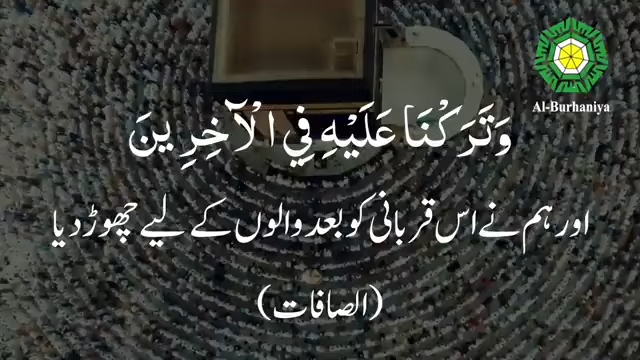 Al-Burhaniya
وَتَرَكْنَا عَلَيْهِ فِي الْآخِرِينَ
اور ہم نے اس قربانی کو بعد والوں کے لیے چھوڑ دیا
(الصافات)